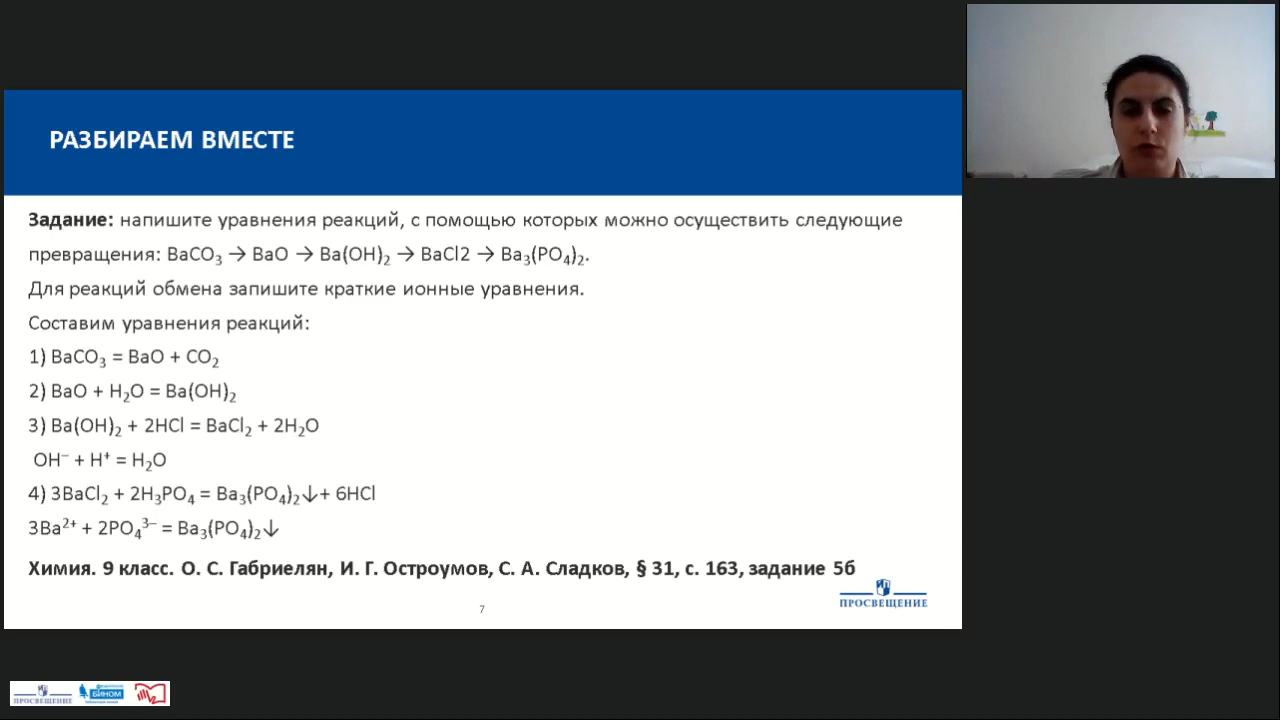 РАЗБИРАЕМ ВМЕСТЕ
Задание: напишите уравнения реакций, с помощью которых можно осуществить следующие
превращения: BaCO₃ → BaO → Ba(OH)₂ → BaCl2 → Ba₃(PO₄)₂.
Для реакций обмена запишите краткие ионные уравнения.
Составим уравнения реакций:
1) BaCO₃ = BaO + CO₂
2) BaO + H₂O = Ba(OH)₂
3) Ba(OH)₂ + 2HCl = BaCl₂ + 2H₂O
OH⁻ + H⁺ = H₂O
4) 3BaCl₂ + 2H₃PO₄ = Ba₃(PO₄)₂↓+ 6HCl
3Ba²⁺ + 2PO₄³⁻ = Ba₃(PO₄)₂↓
Химия. 9 класс. О. С. Габриелян, И. Г. Остроумов, С. А. Сладков, § 31, с. 163, задание 5б
ПРОСВЕЩЕНИЕ
7
ПРОСВЕЩЕНИЕ
БИНОМ